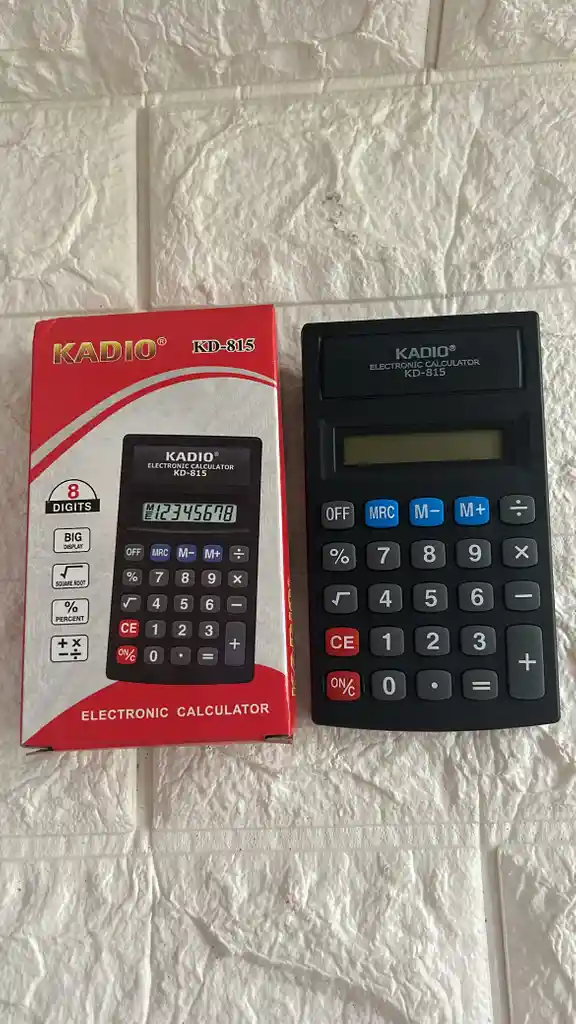 KADIO® KD-815
8
DIGITS
BIG
DISPLAY
√
SQUARE ROOT
%
PERCENT
+ ×
− ÷
KADIO®
ELECTRONIC CALCULATOR
KD-815
M
E 12345678
OFF MRC M− M+ ÷
% 7 8 9 ×
√ 4 5 6 −
CE 1 2 3 +
ON/C 0 · =
ELECTRONIC CALCULATOR
KADIO®
ELECTRONIC CALCULATOR
KD-815
OFF MRC M− M+ ÷
% 7 8 9 ×
√ 4 5 6 −
CE 1 2 3 +
ON/C 0 · =